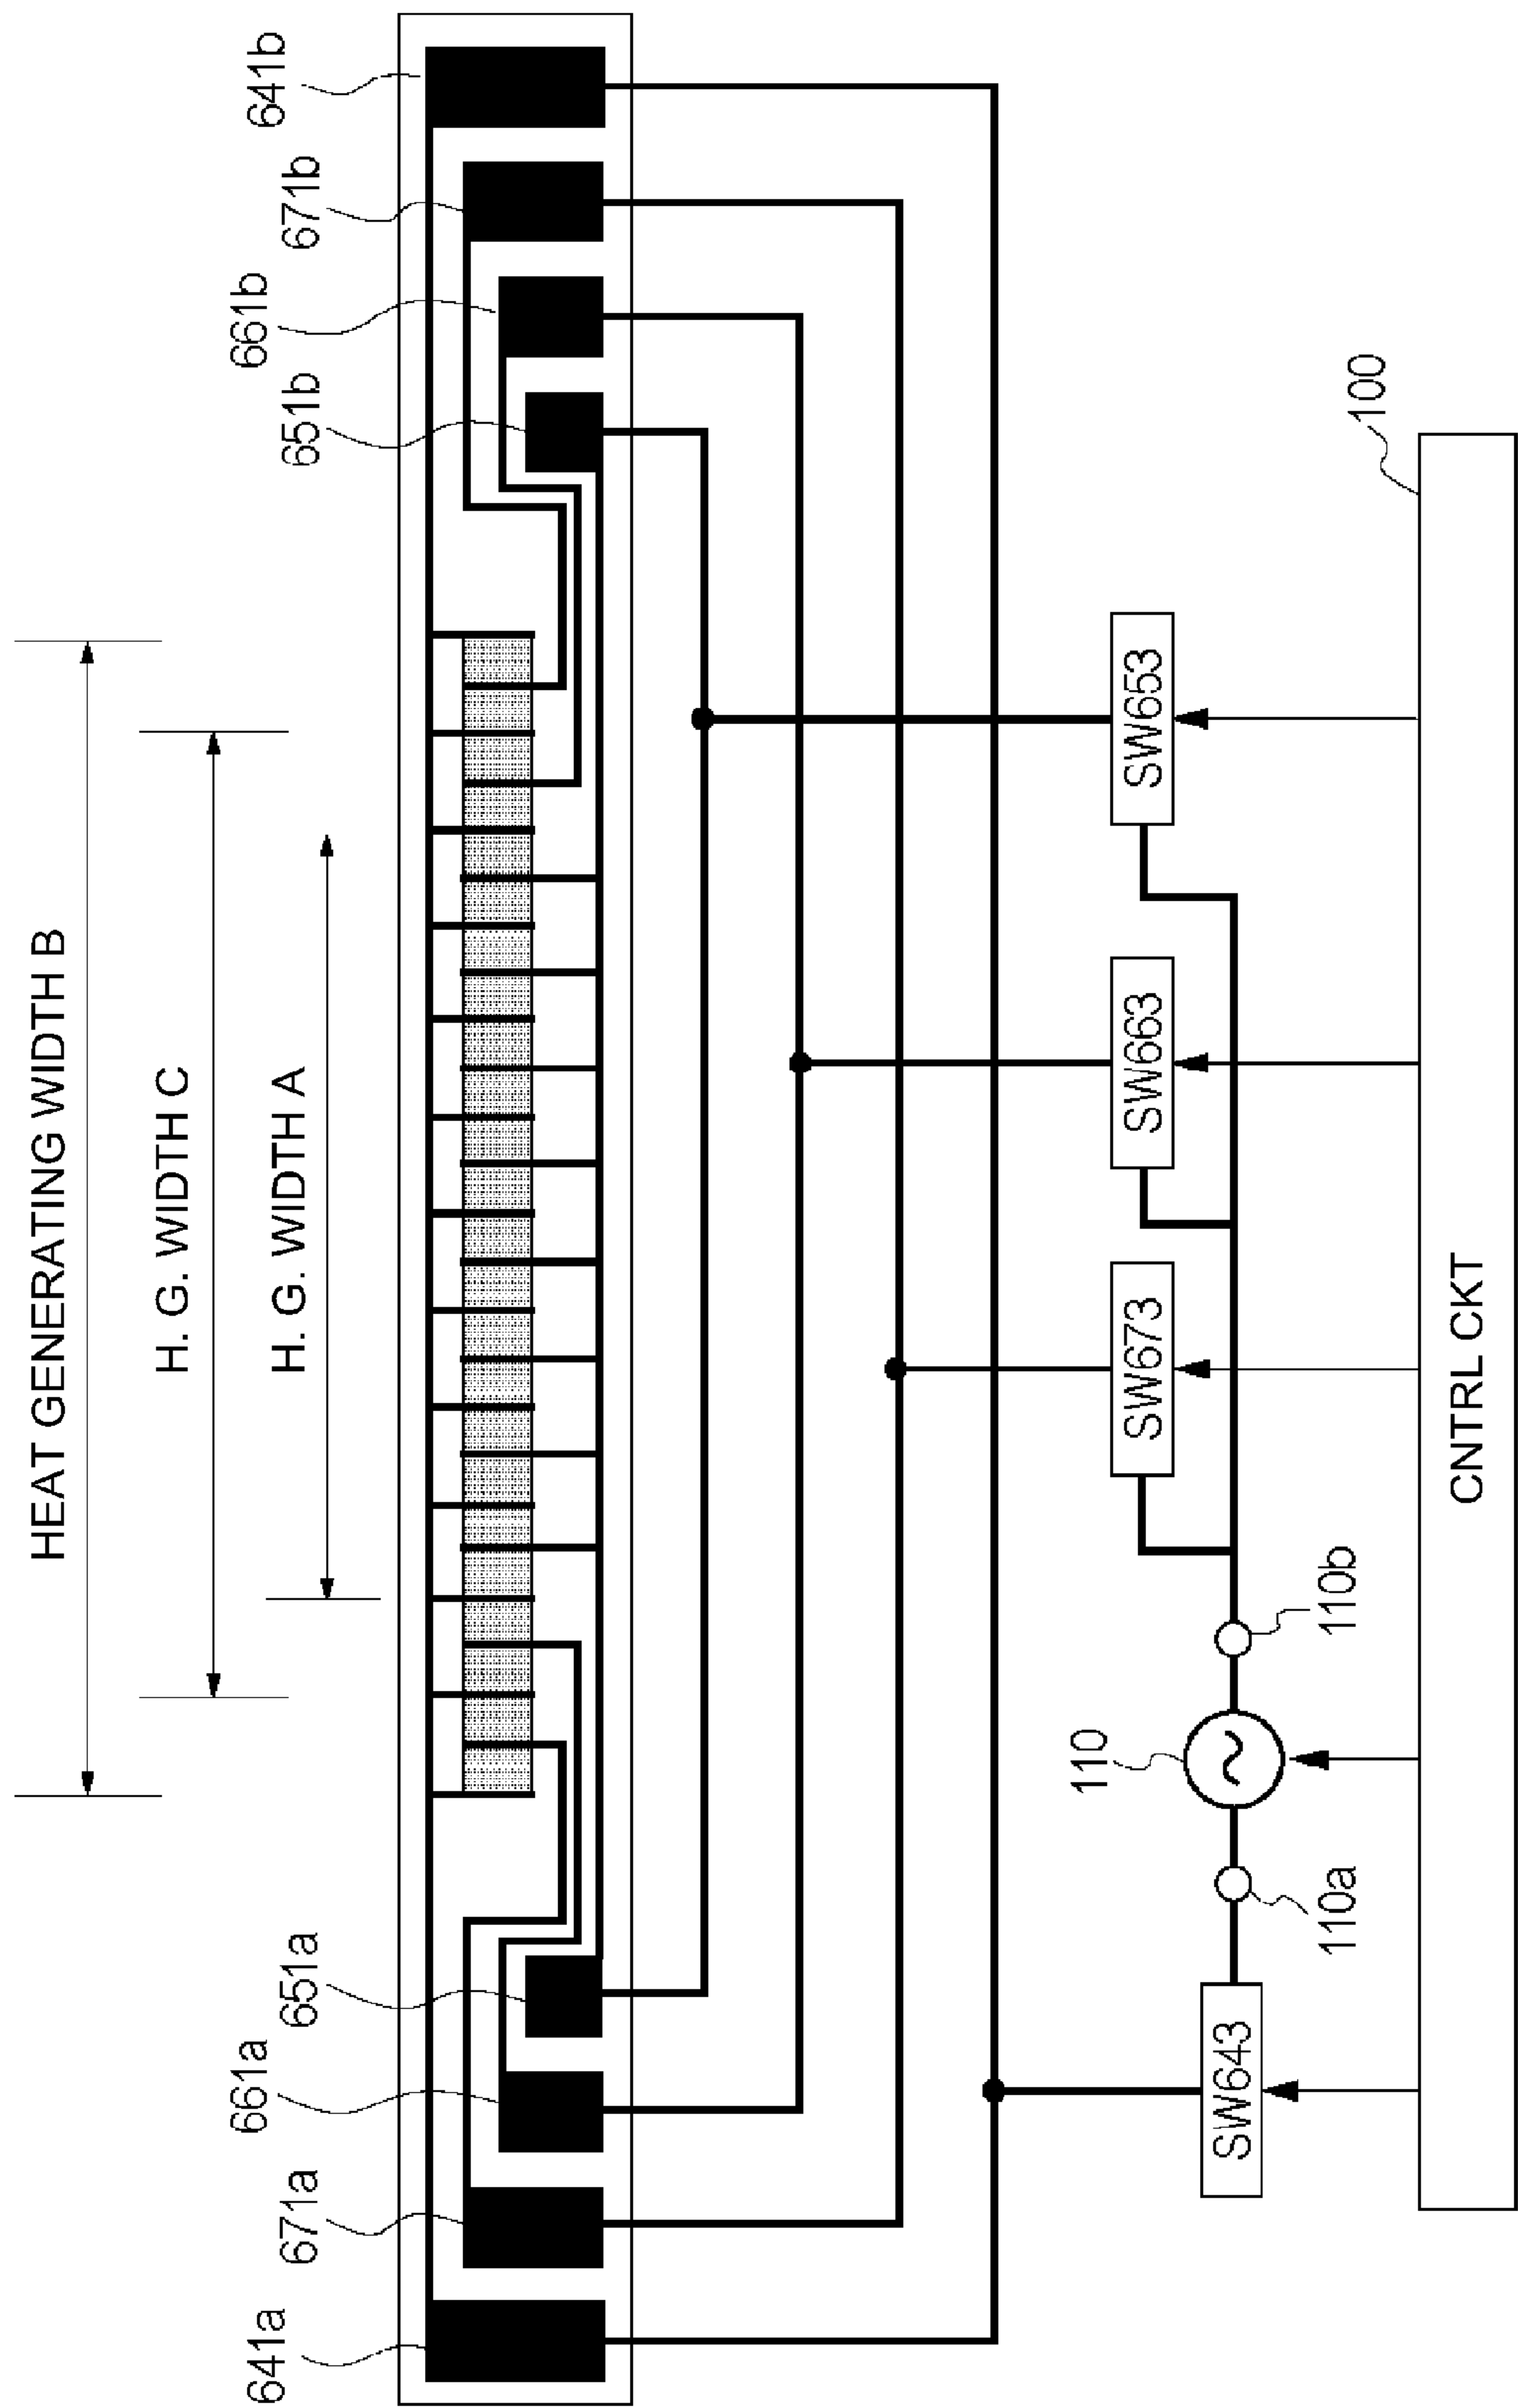 HEAT GENERATING WIDTH B
H. G. WIDTH C
H. G. WIDTH A
641a
671a
661a
651a
651b
661b
671b
641b
SW643
110a
110
110b
SW673
SW663
SW653
100
CNTRL CKT